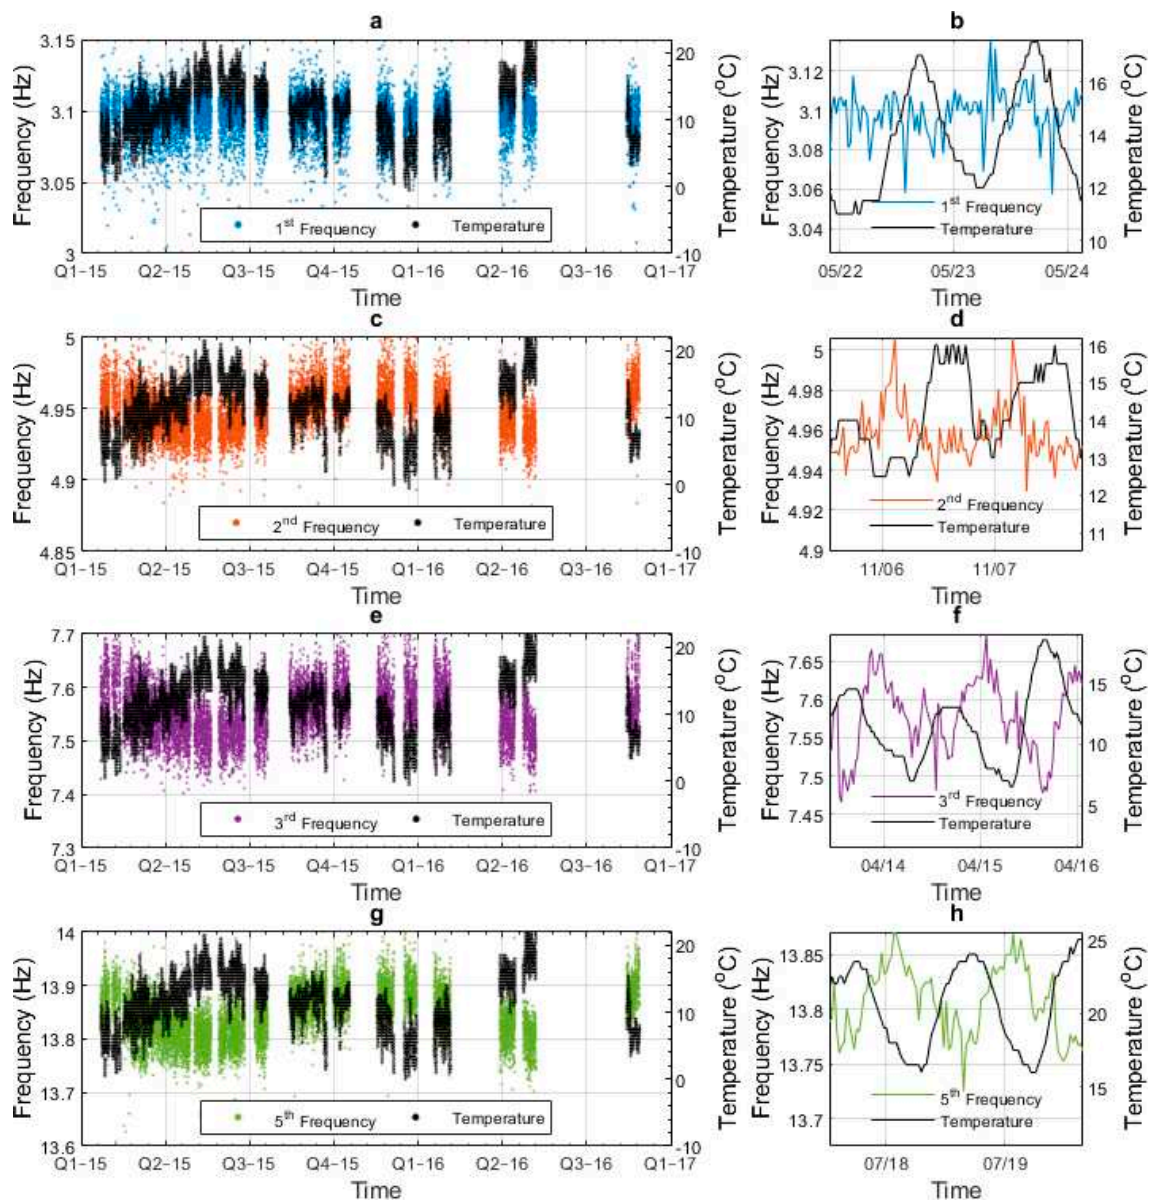 a
3.15
3.1
3.05
3
Frequency (Hz)
20
10
0
-10
Temperature (°C)
1st Frequency
Temperature
Q1-15 Q2-15 Q3-15 Q4-15 Q1-16 Q2-16 Q3-16 Q1-17
Time
b
3.12
3.1
3.08
3.06
3.04
Frequency (Hz)
16
14
12
10
Temperature (°C)
1st Frequency
Temperature
05/22 05/23 05/24
Time
c
5
4.95
4.9
4.85
Frequency (Hz)
20
10
0
-10
Temperature (°C)
2nd Frequency
Temperature
Q1-15 Q2-15 Q3-15 Q4-15 Q1-16 Q2-16 Q3-16 Q1-17
Time
d
5
4.98
4.96
4.94
4.92
4.9
Frequency (Hz)
16
15
14
13
12
11
Temperature (°C)
2nd Frequency
Temperature
11/06 11/07
Time
e
7.7
7.6
7.5
7.4
7.3
Frequency (Hz)
20
10
0
-10
Temperature (°C)
3rd Frequency
Temperature
Q1-15 Q2-15 Q3-15 Q4-15 Q1-16 Q2-16 Q3-16 Q1-17
Time
f
7.65
7.6
7.55
7.5
7.45
Frequency (Hz)
15
10
5
Temperature (°C)
3rd Frequency
Temperature
04/14 04/15 04/16
Time
g
14
13.9
13.8
13.7
13.6
Frequency (Hz)
20
10
0
-10
Temperature (°C)
5th Frequency
Temperature
Q1-15 Q2-15 Q3-15 Q4-15 Q1-16 Q2-16 Q3-16 Q1-17
Time
h
13.85
13.8
13.75
13.7
Frequency (Hz)
25
20
15
Temperature (°C)
5th Frequency
Temperature
07/18 07/19
Time